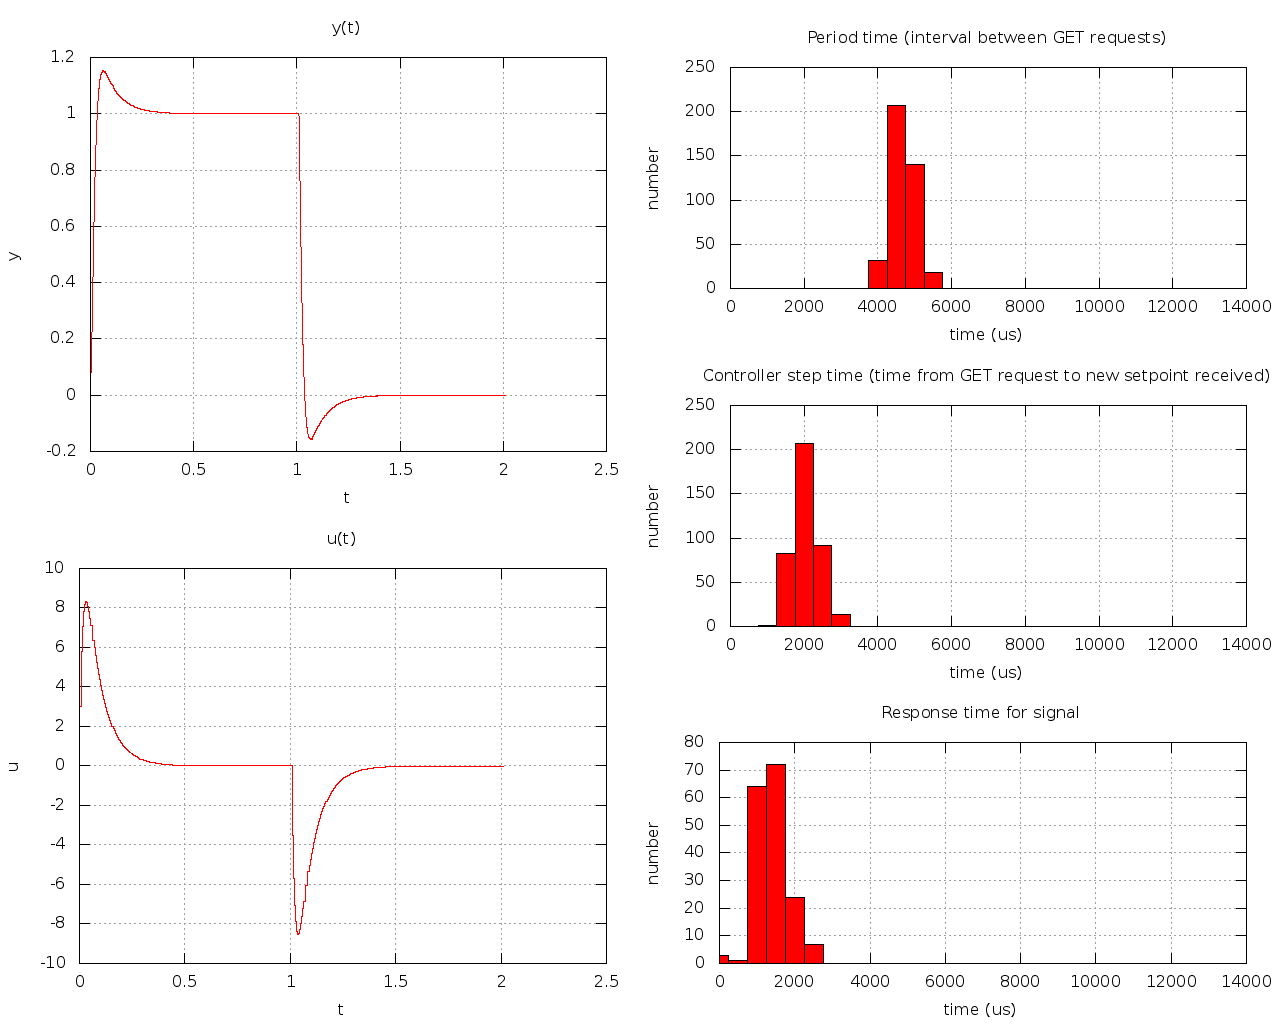 y(t)
1.2
1
0.8
0.6
0.4
0.2
0
-0.2
y
0 0.5 1 1.5 2 2.5
t
u(t)
10
8
6
4
2
0
-2
-4
-6
-8
-10
u
0 0.5 1 1.5 2 2.5
t
Period time (interval between GET requests)
250
200
150
100
50
0
number
0 2000 4000 6000 8000 10000 12000 14000
time (us)
Controller step time (time from GET request to new setpoint received)
250
200
150
100
50
0
number
0 2000 4000 6000 8000 10000 12000 14000
time (us)
Response time for signal
80
70
60
50
40
30
20
10
0
number
0 2000 4000 6000 8000 10000 12000 14000
time (us)